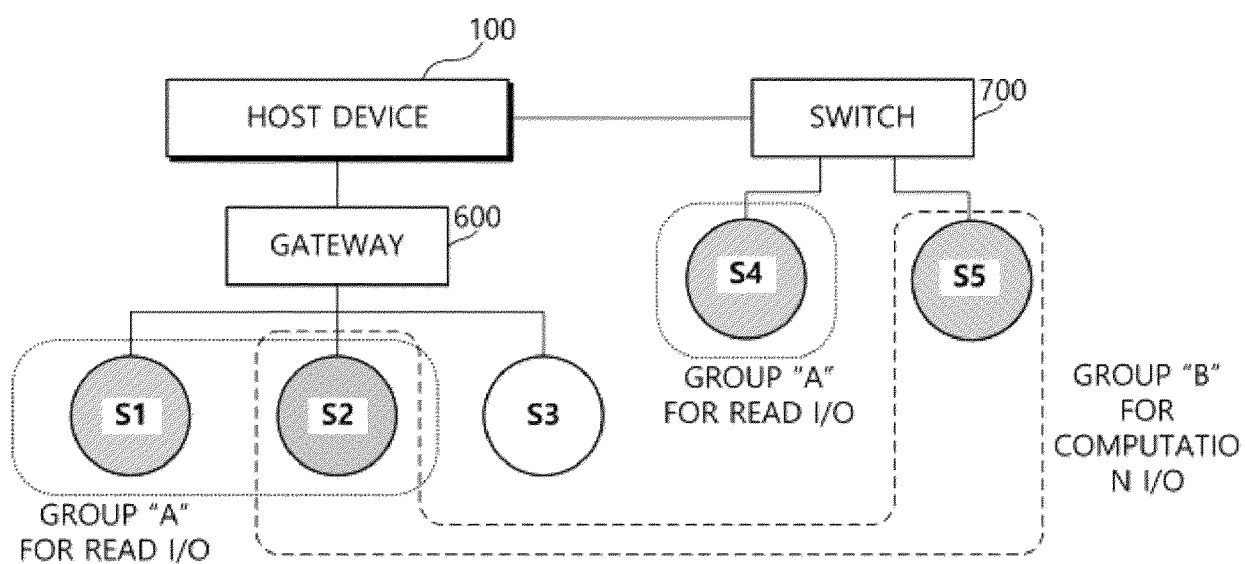 100
HOST DEVICE
SWITCH
700
GATEWAY
600
S4
S5
S1
S2
S3
GROUP "A"
FOR READ I/O
GROUP "B"
FOR
COMPUTATIO
N I/O
GROUP "A"
FOR READ I/O